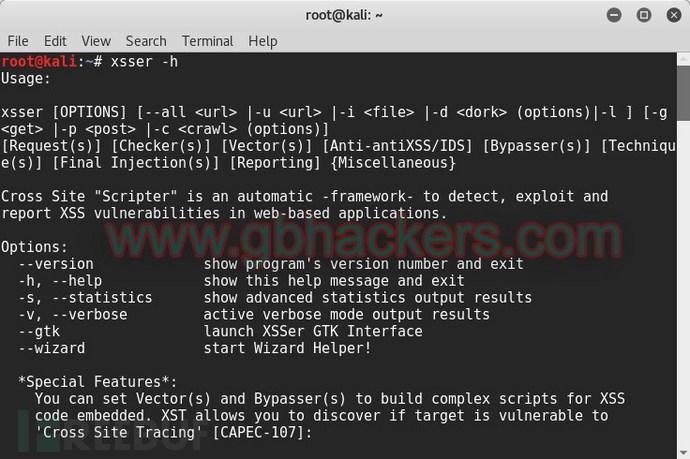 root@kali: ~
File Edit View Search Terminal Help
root@kali:~# xsser -h
Usage:
xsser [OPTIONS] [--all <url> |-u <url> |-i <file> |-d <dork> (options)|-l ] [-g
<get> |-p <post> |-c <crawl> (options)]
[Request(s)] [Checker(s)] [Vector(s)] [Anti-antiXSS/IDS] [Bypasser(s)] [Techniqu
e(s)] [Final Injection(s)] [Reporting] {Miscellaneous}
Cross Site "Scripter" is an automatic -framework- to detect, exploit and
report XSS vulnerabilities in web-based applications.
www.gbhackers.com
Options:
--version show program's version number and exit
-h, --help show this help message and exit
-s, --statistics show advanced statistics output results
-v, --verbose active verbose mode output results
--gtk launch XSSer GTK Interface
--wizard start Wizard Helper!
*Special Features*:
You can set Vector(s) and Bypasser(s) to build complex scripts for XSS
code embedded. XST allows you to discover if target is vulnerable to
'Cross Site Tracing' [CAPEC-107]: